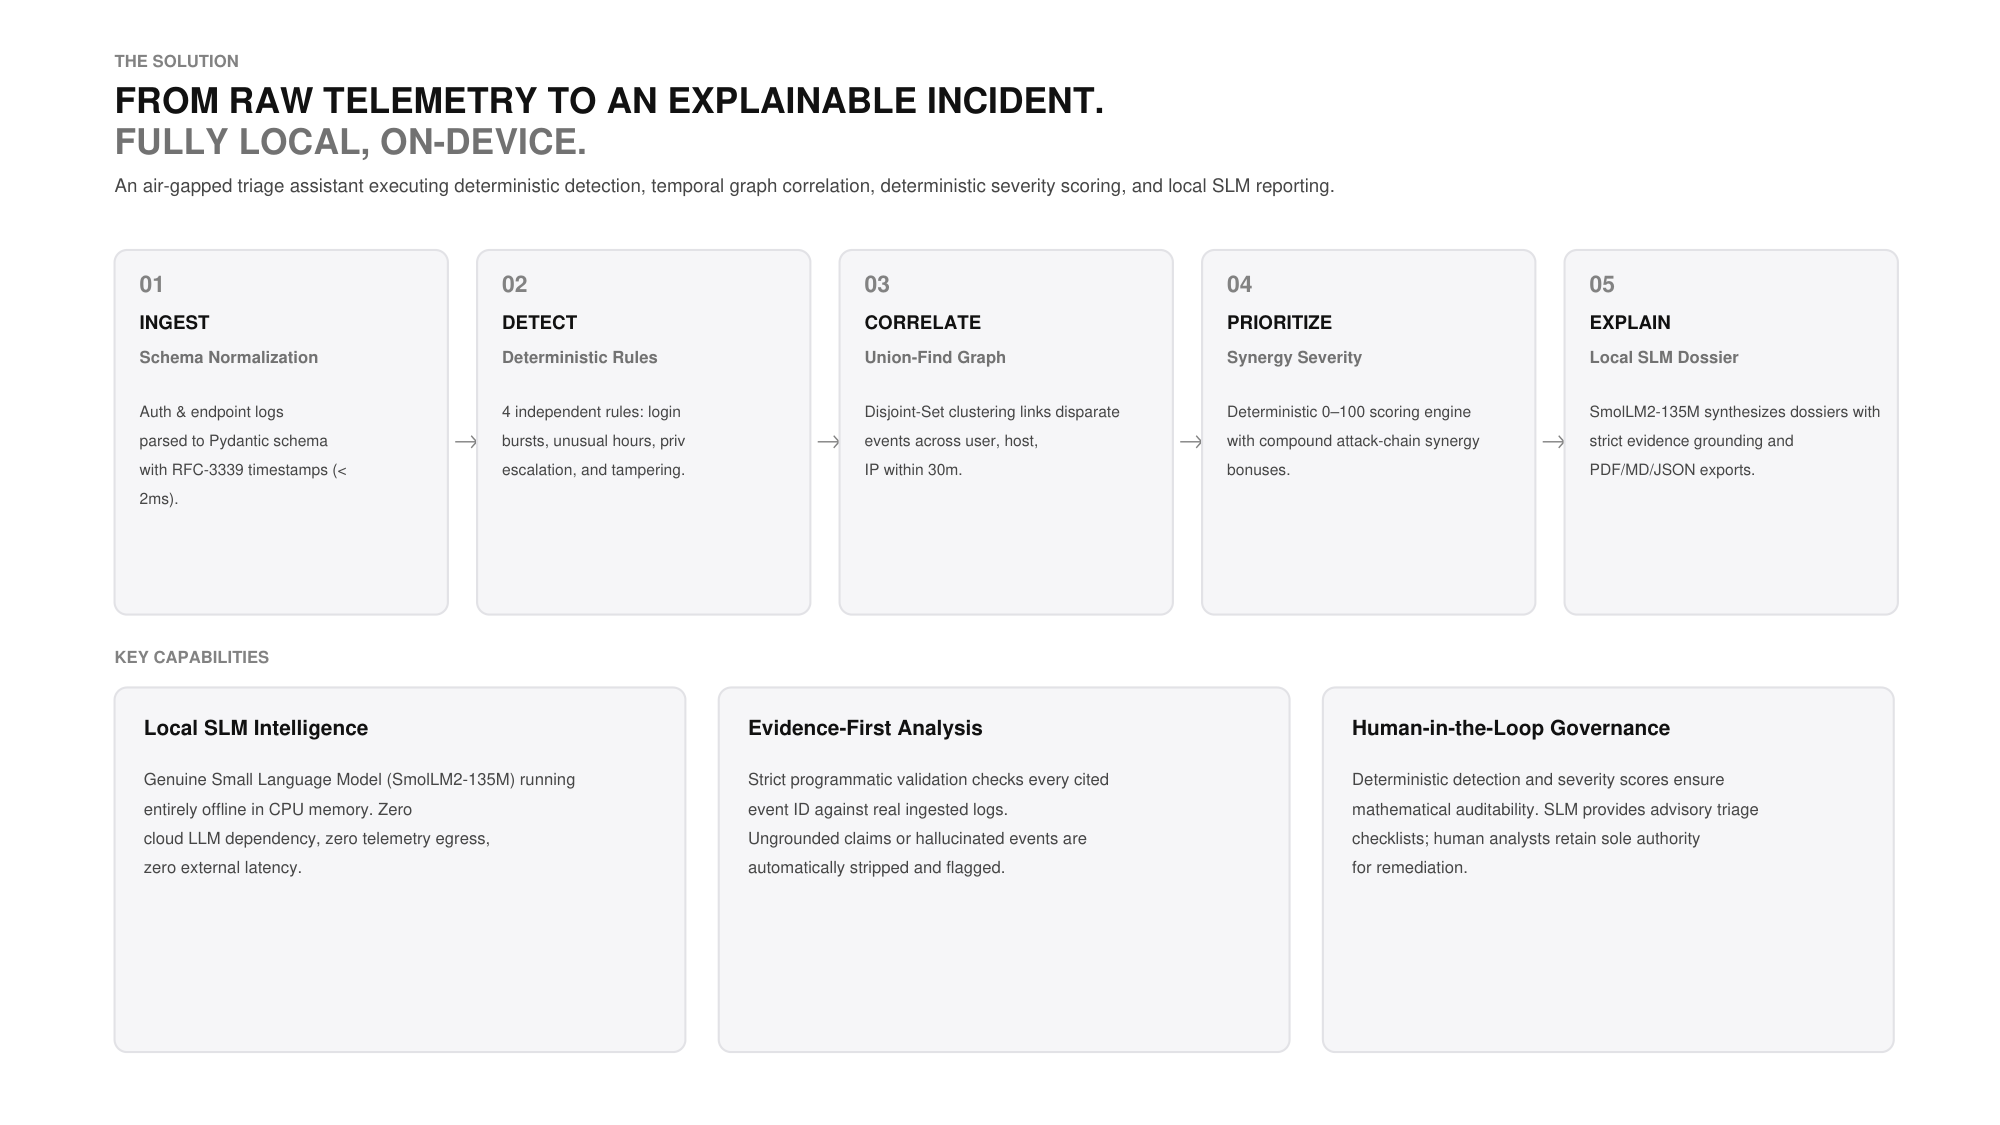 THE SOLUTION
FROM RAW TELEMETRY TO AN EXPLAINABLE INCIDENT.
FULLY LOCAL, ON-DEVICE.
An air-gapped triage assistant executing deterministic detection, temporal graph correlation, deterministic severity scoring, and local SLM reporting.
01
INGEST
Schema Normalization
Auth & endpoint logs
parsed to Pydantic schema
with RFC-3339 timestamps (<
2ms).
→
02
DETECT
Deterministic Rules
4 independent rules: login
bursts, unusual hours, priv
escalation, and tampering.
→
03
CORRELATE
Union-Find Graph
Disjoint-Set clustering links disparate
events across user, host,
IP within 30m.
→
04
PRIORITIZE
Synergy Severity
Deterministic 0–100 scoring engine
with compound attack-chain synergy
bonuses.
→
05
EXPLAIN
Local SLM Dossier
SmolLM2-135M synthesizes dossiers with
strict evidence grounding and
PDF/MD/JSON exports.
KEY CAPABILITIES
Local SLM Intelligence
Genuine Small Language Model (SmolLM2-135M) running
entirely offline in CPU memory. Zero
cloud LLM dependency, zero telemetry egress,
zero external latency.
Evidence-First Analysis
Strict programmatic validation checks every cited
event ID against real ingested logs.
Ungrounded claims or hallucinated events are
automatically stripped and flagged.
Human-in-the-Loop Governance
Deterministic detection and severity scores ensure
mathematical auditability. SLM provides advisory triage
checklists; human analysts retain sole authority
for remediation.